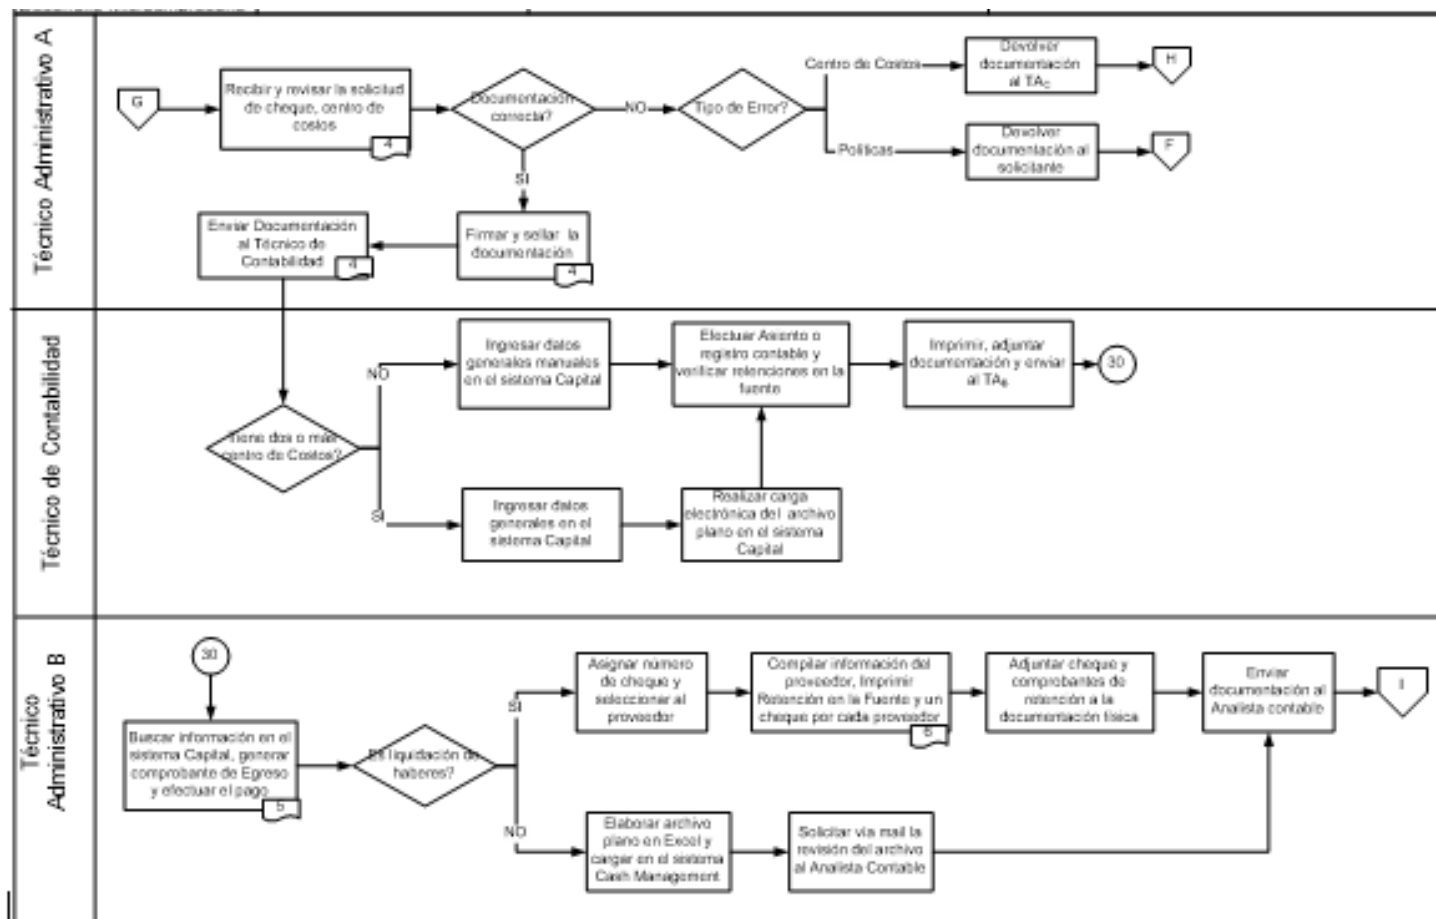 Técnico Administrativo A
G
Recibir y revisar la solicitud
de cheque, centro de
costos
4
Documentación
correcta?
NO
Tipo de Error?
Centro de Costos
Devolver
documentación
al TAC
H
Políticas
Devolver
documentación al
solicitante
F
SI
Firmar y sellar la
documentación
4
Enviar Documentación
al Técnico de
Contabilidad
4
Técnico de Contabilidad
Tiene dos o más
centro de Costos?
NO
Ingresar datos
generales manuales
en el sistema Capital
Efectuar Asiento o
registro contable y
verificar retenciones en la
fuente
Imprimir, adjuntar
documentación y enviar
al TAB
30
SI
Ingresar datos
generales en el
sistema Capital
Realizar carga
electrónica del archivo
plano en el sistema
Capital
Técnico
Administrativo B
30
Buscar información en el
sistema Capital, generar
comprobante de Egreso
y efectuar el pago
5
Es liquidación de
haberes?
SI
Asignar número
de cheque y
seleccionar al
proveedor
Compilar información del
proveedor, Imprimir
Retención en la Fuente y un
cheque por cada proveedor
6
Adjuntar cheque y
comprobantes de
retención a la
documentación física
Enviar
documentación al
Analista contable
I
NO
Elaborar archivo
plano en Excel y
cargar en el sistema
Cash Management
Solicitar vía mail la
revisión del archivo
al Analista Contable